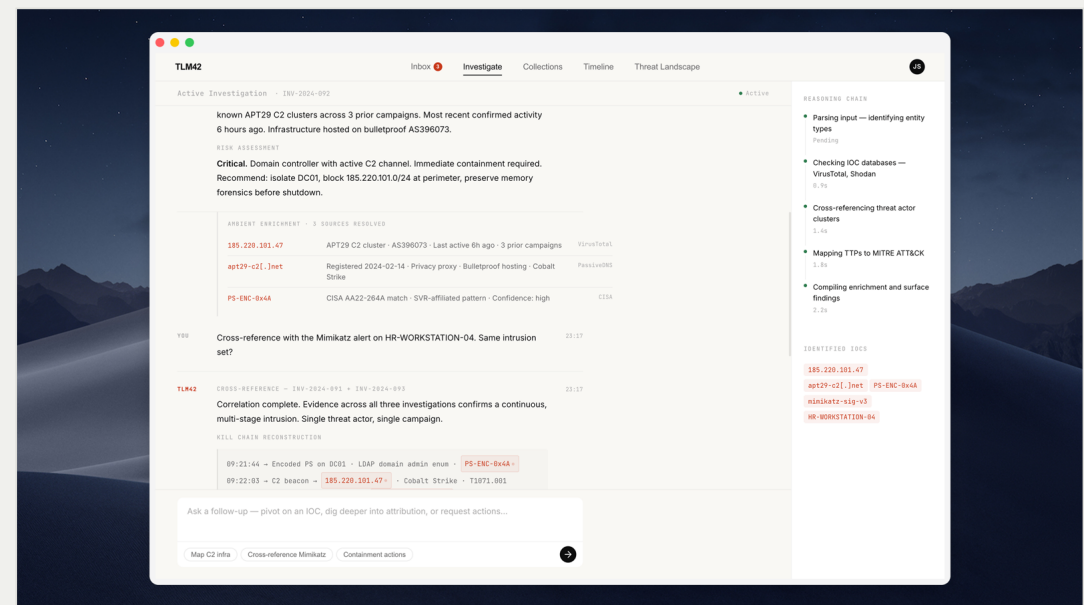 TLM42
Inbox 3
Investigate
Collections
Timeline
Threat Landscape
JS
Active Investigation · INV-2024-092
Active
known APT29 C2 clusters across 3 prior campaigns. Most recent confirmed activity
6 hours ago. Infrastructure hosted on bulletproof AS396073.
RISK ASSESSMENT
Critical. Domain controller with active C2 channel. Immediate containment required.
Recommend: isolate DC01, block 185.220.101.0/24 at perimeter, preserve memory
forensics before shutdown.
AMBIENT ENRICHMENT · 5 SOURCES RESOLVED
185.220.101.47 APT29 C2 cluster · AS396073 · Last active 6h ago · 3 prior campaigns VirusTotal
apt29-c2[.]net Registered 2024-02-14 · Privacy proxy · Bulletproof hosting · Cobalt PassiveDNS
Strike
PS-ENC-0x4A CISA AA22-264A match · SVR-affiliated pattern · Confidence: high CISA
YOU Cross-reference with the Mimikatz alert on HR-WORKSTATION-04. Same intrusion 23:17
set?
TLM42 CROSS-REFERENCE — INV-2024-091 + INV-2024-093 23:17
Correlation complete. Evidence across all three investigations confirms a continuous,
multi-stage intrusion. Single threat actor, single campaign.
KILL CHAIN RECONSTRUCTION
09:21:44 → Encoded PS on DC01 · LDAP domain admin enum · PS-ENC-0x4A
09:22:03 → C2 beacon → 185.220.101.47 · Cobalt Strike · T1071.001
Ask a follow-up — pivot on an IOC, dig deeper into attribution, or request actions...
Map C2 infra
Cross-reference Mimikatz
Containment actions
REASONING CHAIN
Parsing input — identifying entity
types
Pending
Checking IOC databases —
VirusTotal, Shodan
0.9s
Cross-referencing threat actor
clusters
1.4s
Mapping TTPs to MITRE ATT&CK
1.8s
Compiling enrichment and surface
findings
2.2s
IDENTIFIED IOCS
185.220.101.47
apt29-c2[.]net PS-ENC-0x4A
mimikatz-sig-v3
HR-WORKSTATION-04